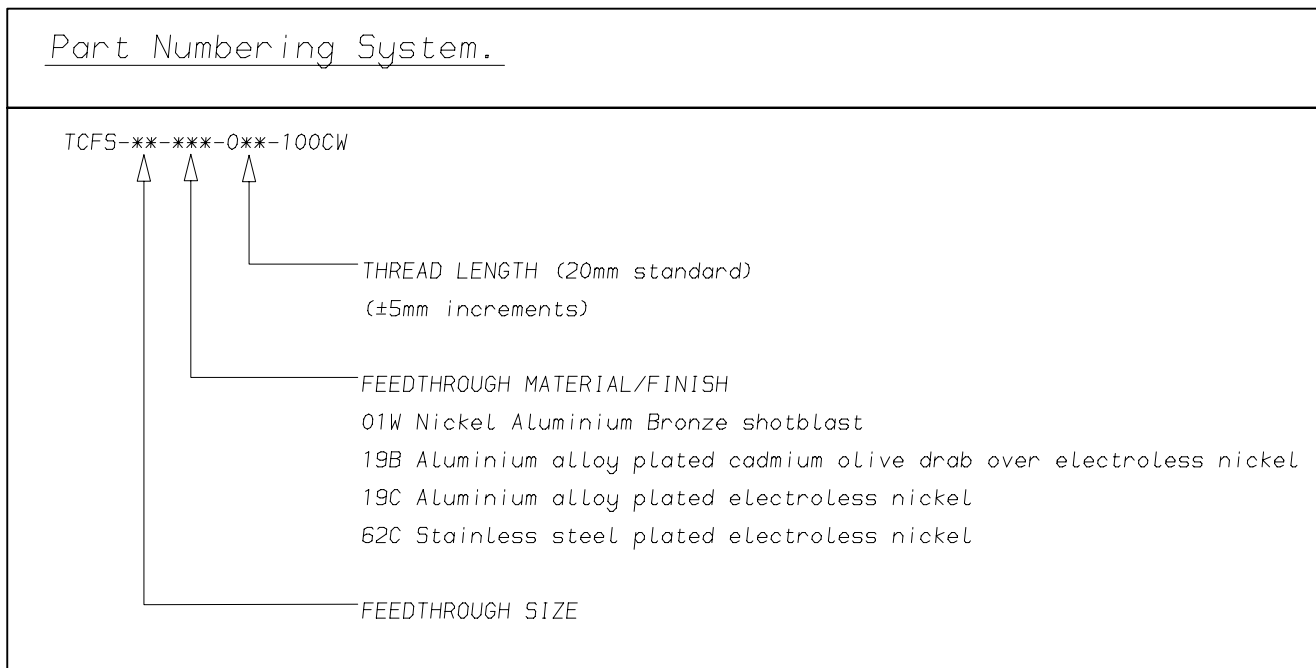 Part Numbering System.
TCFS-**-***-0**-100CW
THREAD LENGTH (20mm standard)
(±5mm increments)
FEEDTHROUGH MATERIAL/FINISH
01W Nickel Aluminium Bronze shotblast
19B Aluminium alloy plated cadmium olive drab over electroless nickel
19C Aluminium alloy plated electroless nickel
62C Stainless steel plated electroless nickel
FEEDTHROUGH SIZE